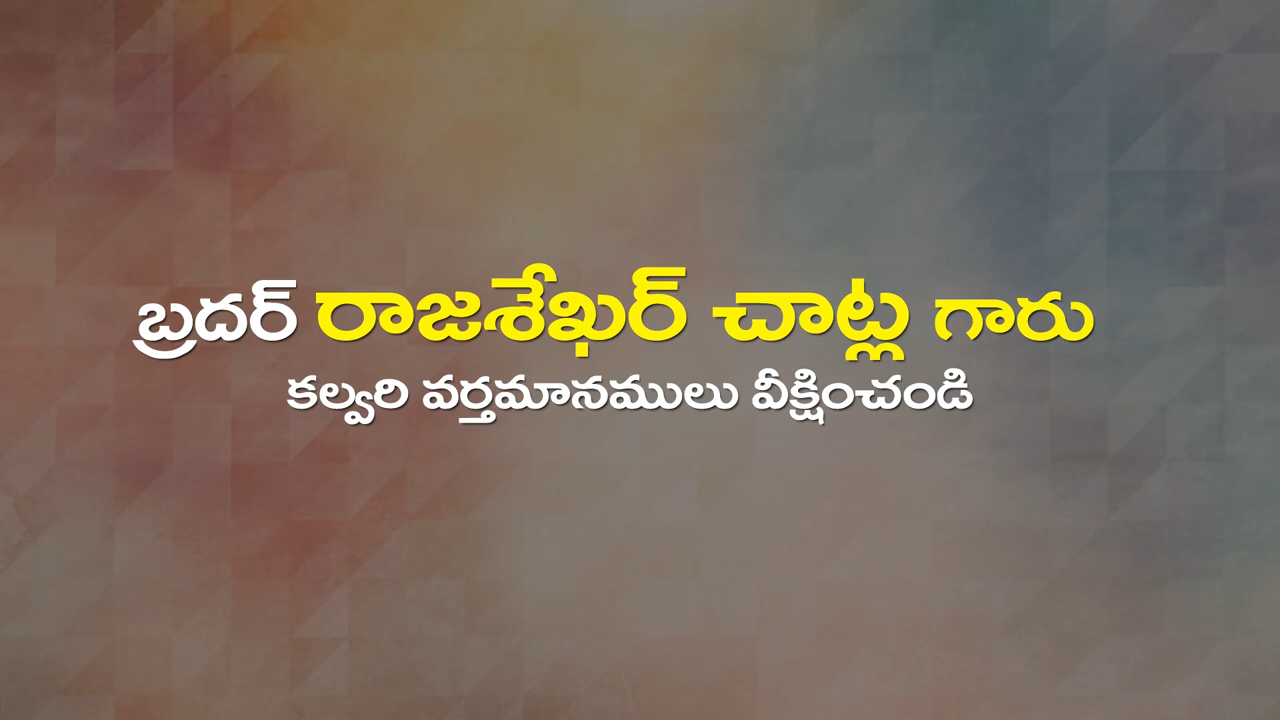 బ్రదర్ రాజశేఖర్ చాట్ల గారు
కల్వరి వర్తమానములు వీక్షించండి